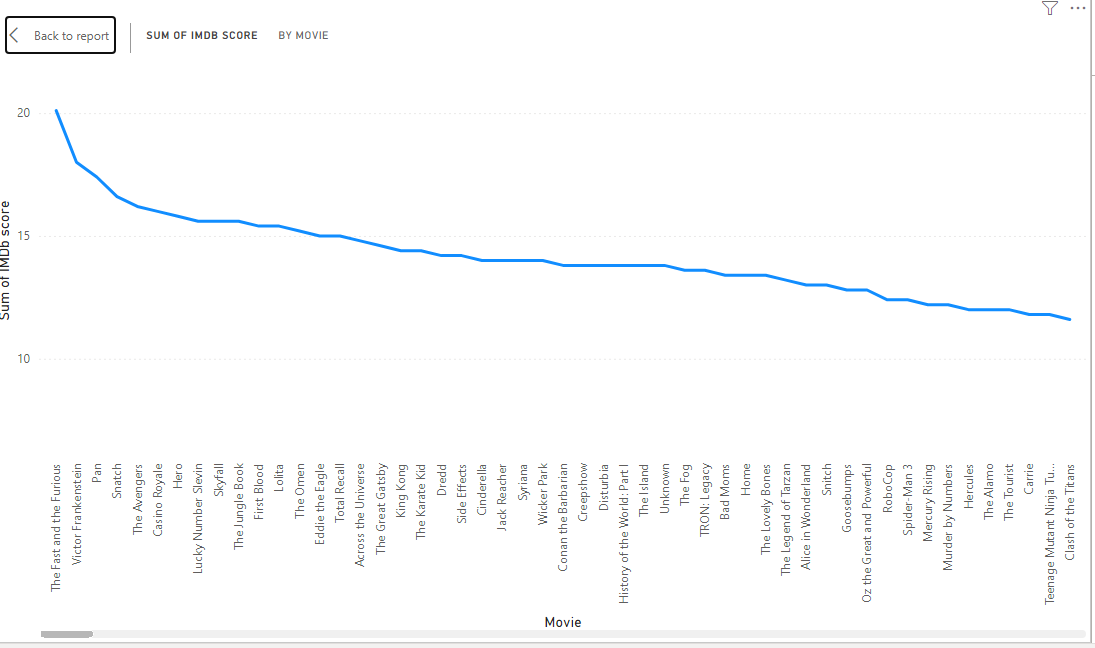 Back to report
SUM OF IMDB SCORE
BY MOVIE
Sum of IMDb score
20
15
10
The Fast and the Furious
Victor Frankenstein
Pan
Snatch
The Avengers
Casino Royale
Hero
Lucky Number Slevin
Skyfall
The Jungle Book
First Blood
Lolita
The Omen
Eddie the Eagle
Total Recall
Across the Universe
The Great Gatsby
King Kong
The Karate Kid
Dredd
Side Effects
Cinderella
Jack Reacher
Syriana
Wicker Park
Conan the Barbarian
Creepshow
Disturbia
History of the World: Part I
The Island
Unknown
The Fog
TRON: Legacy
Bad Moms
Home
The Lovely Bones
The Legend of Tarzan
Alice in Wonderland
Snitch
Goosebumps
Oz the Great and Powerful
RoboCop
Spider-Man 3
Mercury Rising
Murder by Numbers
Hercules
The Alamo
The Tourist
Carrie
Teenage Mutant Ninja Tu...
Clash of the Titans
Movie